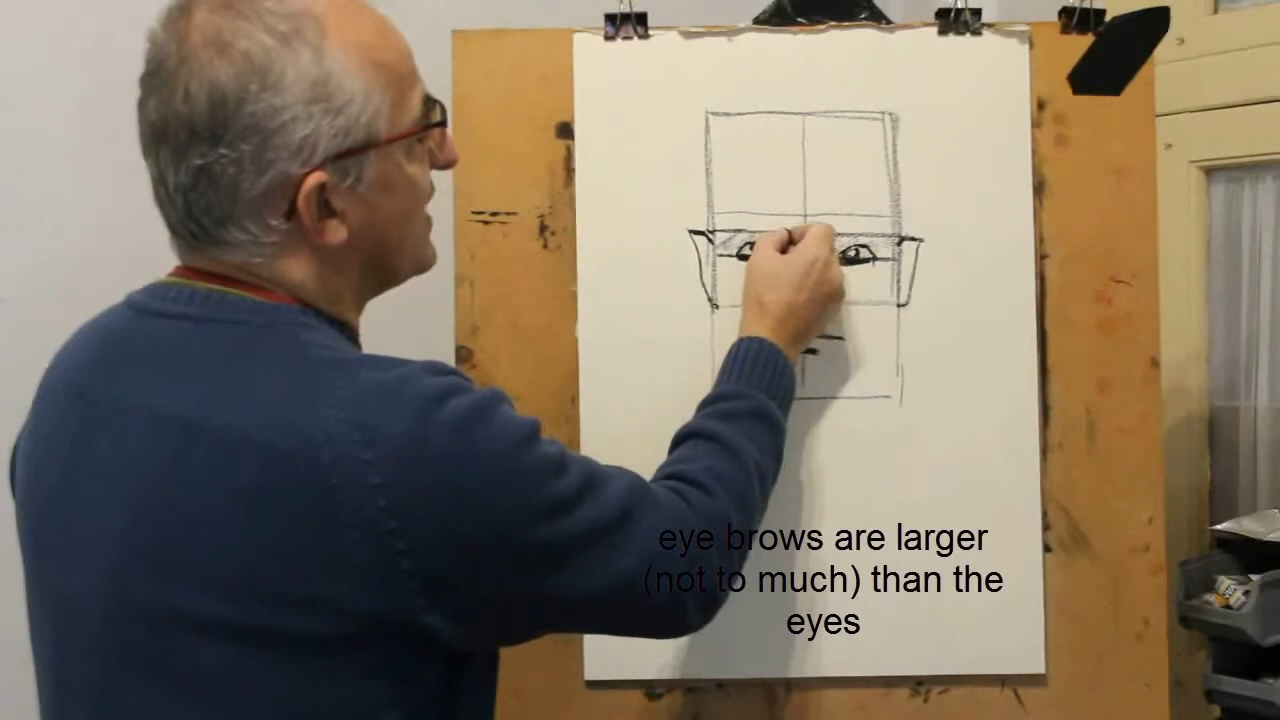 eye brows are larger
(not to much) than the
eyes